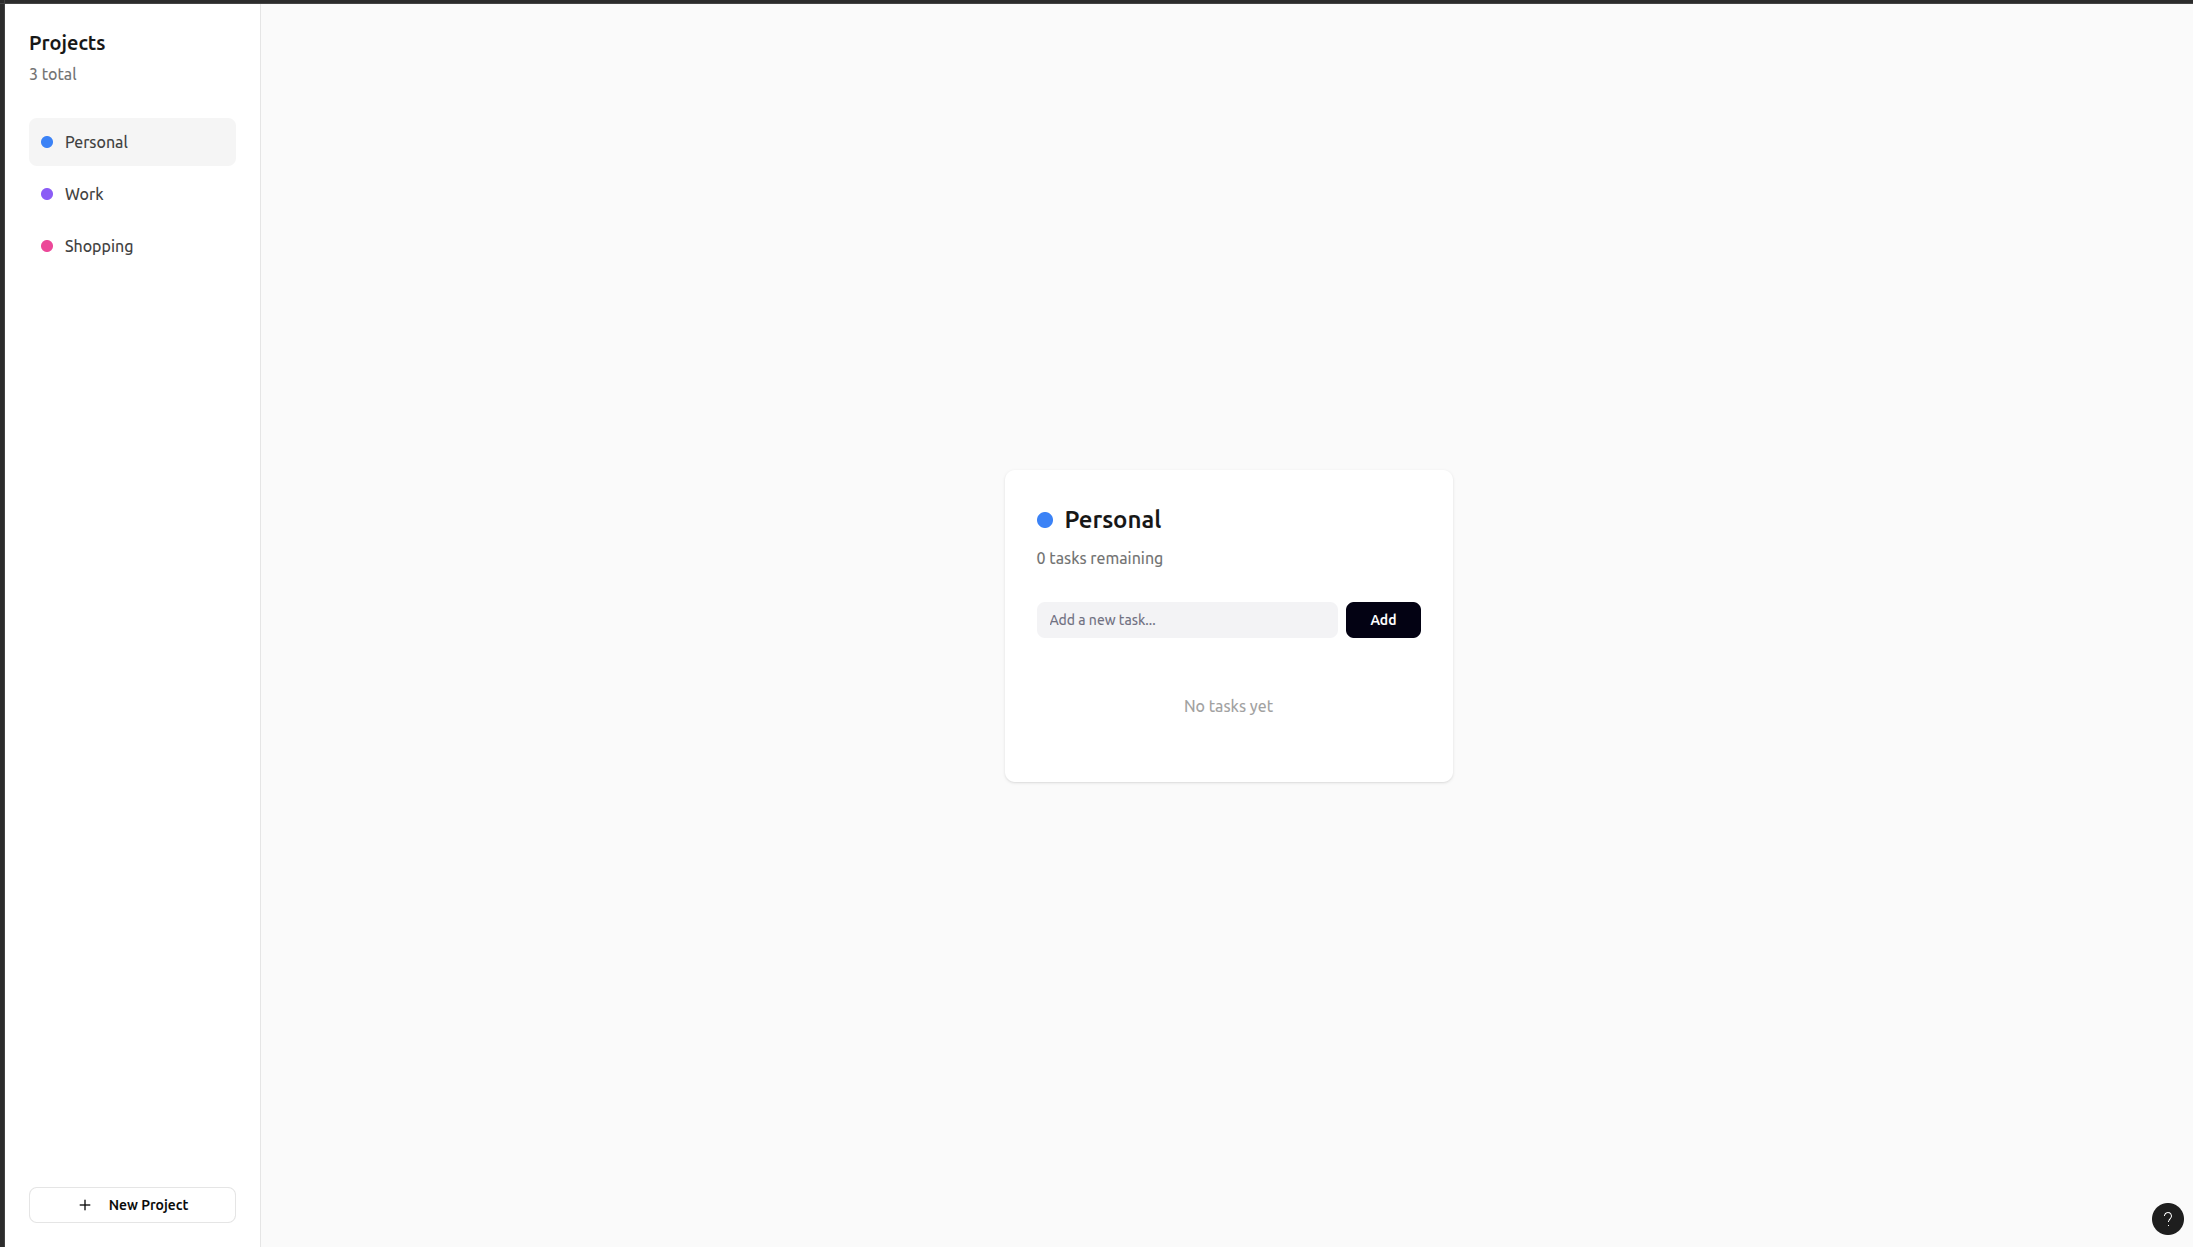 Projects
3 total
Personal
Work
Shopping
New Project
Personal
0 tasks remaining
Add a new task...
Add
No tasks yet
?